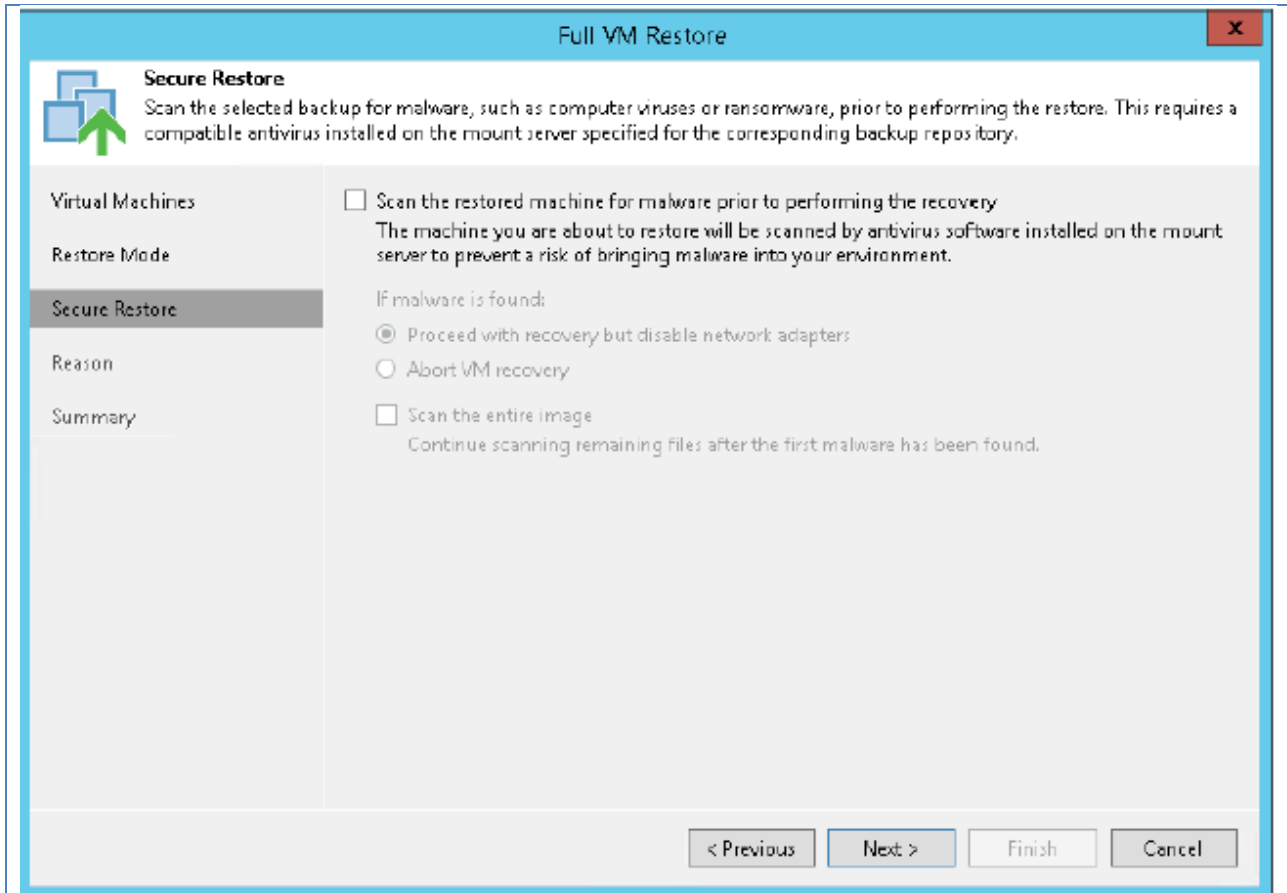 Full VM Restore
x
Secure Restore
Scan the selected backup for malware, such as computer viruses or ransomware, prior to performing the restore. This requires a
compatible antivirus installed on the mount server specified for the corresponding backup repository.
Virtual Machines
Restore Mode
Secure Restore
Reason
Summary
Scan the restored machine for malware prior to performing the recovery
The machine you are about to restore will be scanned by antivirus software installed on the mount
server to prevent a risk of bringing malware into your environment.
If malware is found:
Proceed with recovery but disable network adapters
Abort VM recovery
Scan the entire image
Continue scanning remaining files after the first malware has been found.
< Previous
Next >
Finish
Cancel